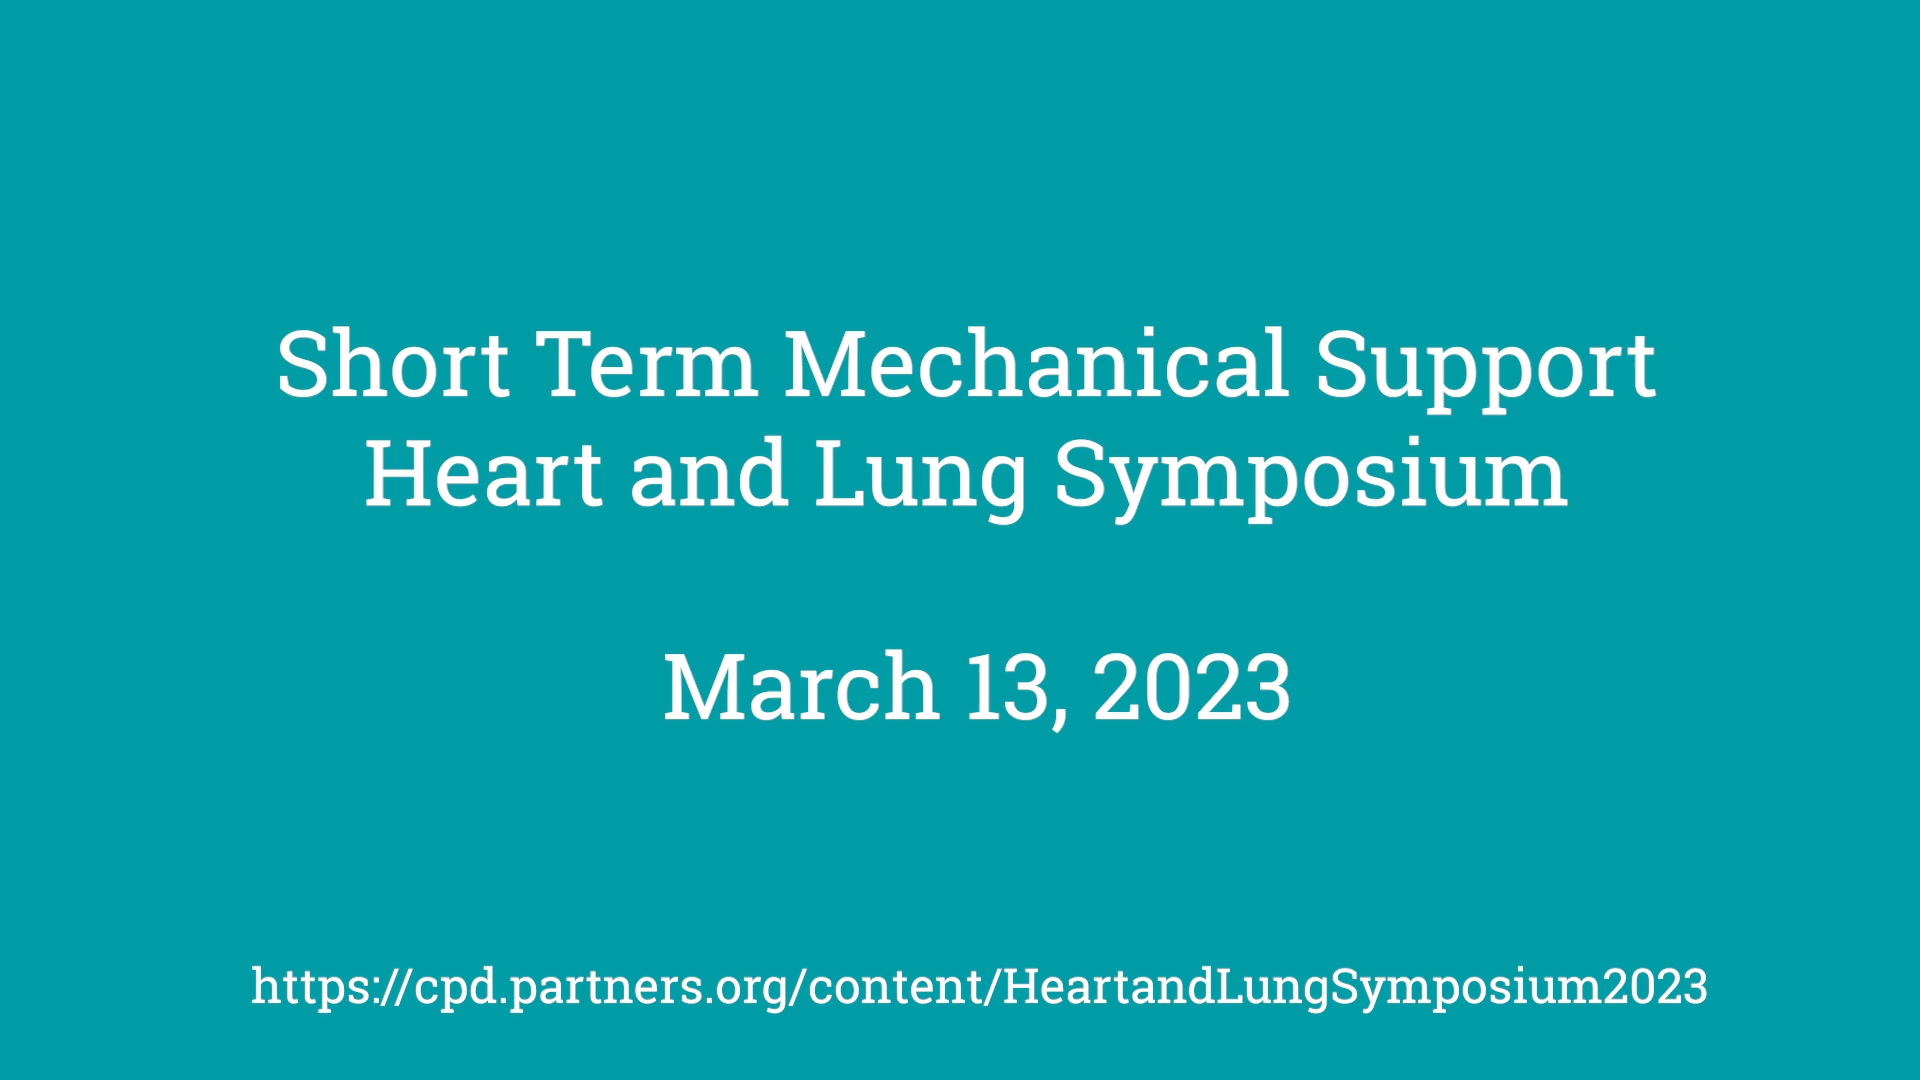 Short Term Mechanical Support
Heart and Lung Symposium
March 13, 2023
https://cpd.partners.org/content/HeartandLungSymposium2023